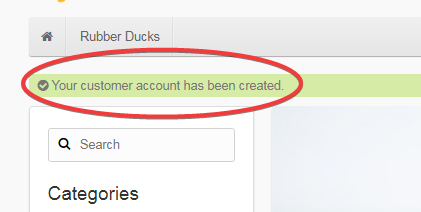 Rubber Ducks
Your customer account has been created.
Search
Categories